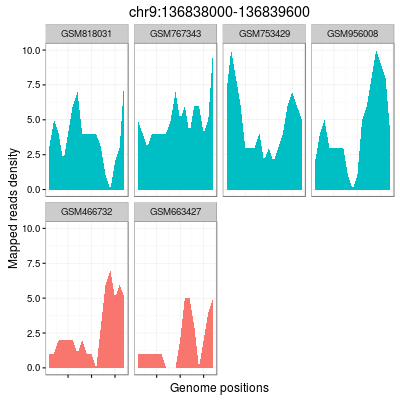 chr9:136838000-136839600
GSM818031 GSM767343 GSM753429 GSM956008
10.0
7.5
5.0
2.5
0.0
GSM466732 GSM663427
10.0
7.5
5.0
2.5
0.0
Mapped reads density
Genome positions